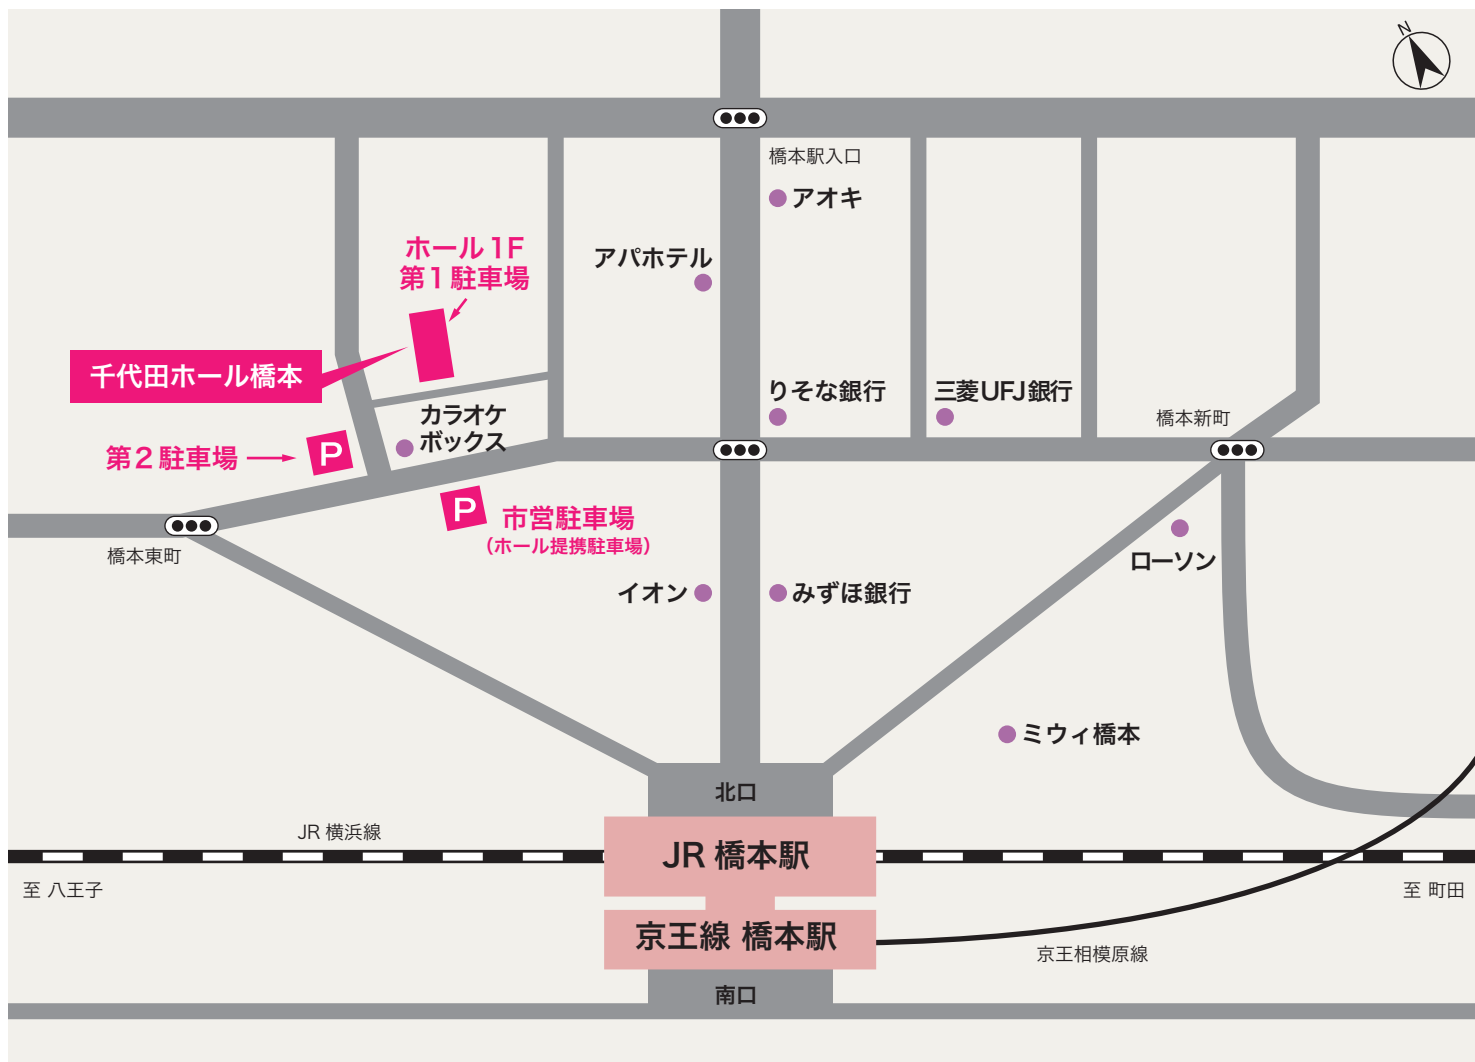 N
橋本駅入口
アオキ
ホール1F
第1駐車場
アパホテル
千代田ホール橋本
りそな銀行
三菱UFJ銀行
橋本新町
カラオケ
ボックス
第2駐車場
P
P
市営駐車場
（ホール提携駐車場）
橋本東町
ローソン
イオン
みずほ銀行
ミウィ橋本
北口
JR 横浜線
JR 橋本駅
至 八王子
至 町田
京王線 橋本駅
京王相模原線
南口